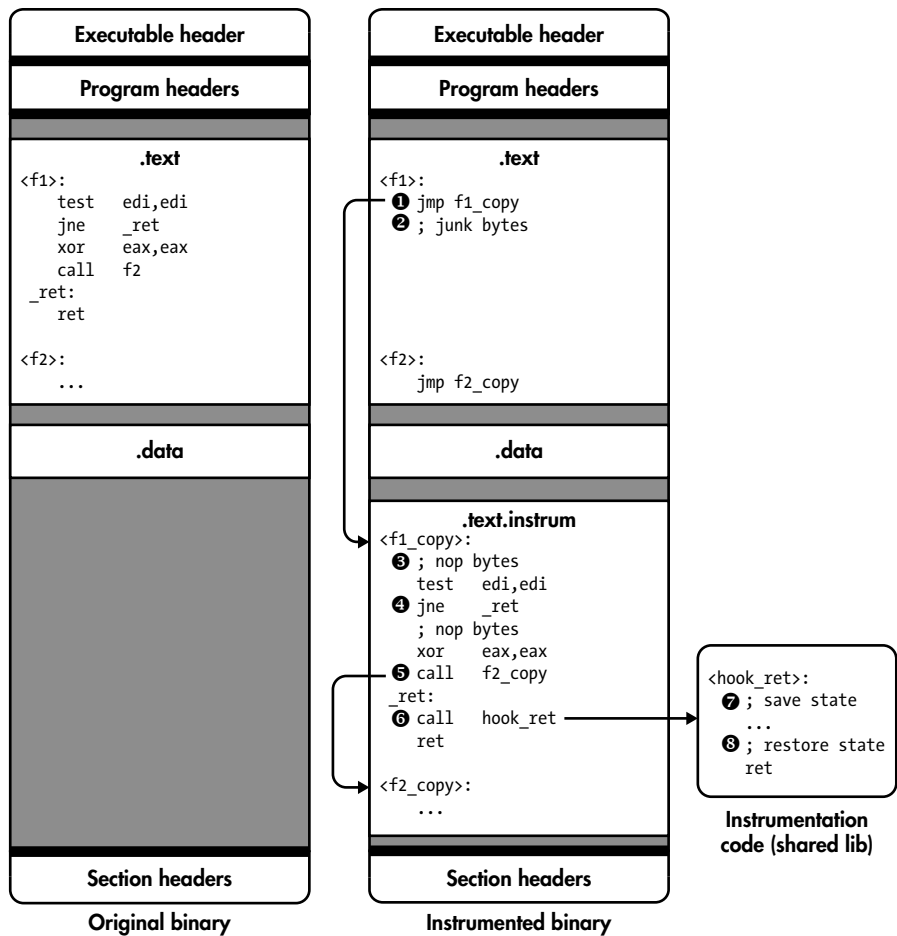 Executable header
Program headers
.text
<f1>:
test edi,edi
jne _ret
xor eax,eax
call f2
_ret:
ret
<f2>:
...
.data
Section headers
Original binary
Executable header
Program headers
.text
<f1>:
❶ jmp f1_copy
❷ ; junk bytes
<f2>:
jmp f2_copy
.data
.text.instrum
<f1_copy>:
❸ ; nop bytes
test edi,edi
❹ jne _ret
; nop bytes
xor eax,eax
❺ call f2_copy
_ret:
❻ call hook_ret
ret
<f2_copy>:
...
Section headers
Instrumented binary
<hook_ret>:
❼ ; save state
...
❽ ; restore state
ret
Instrumentation
code (shared lib)